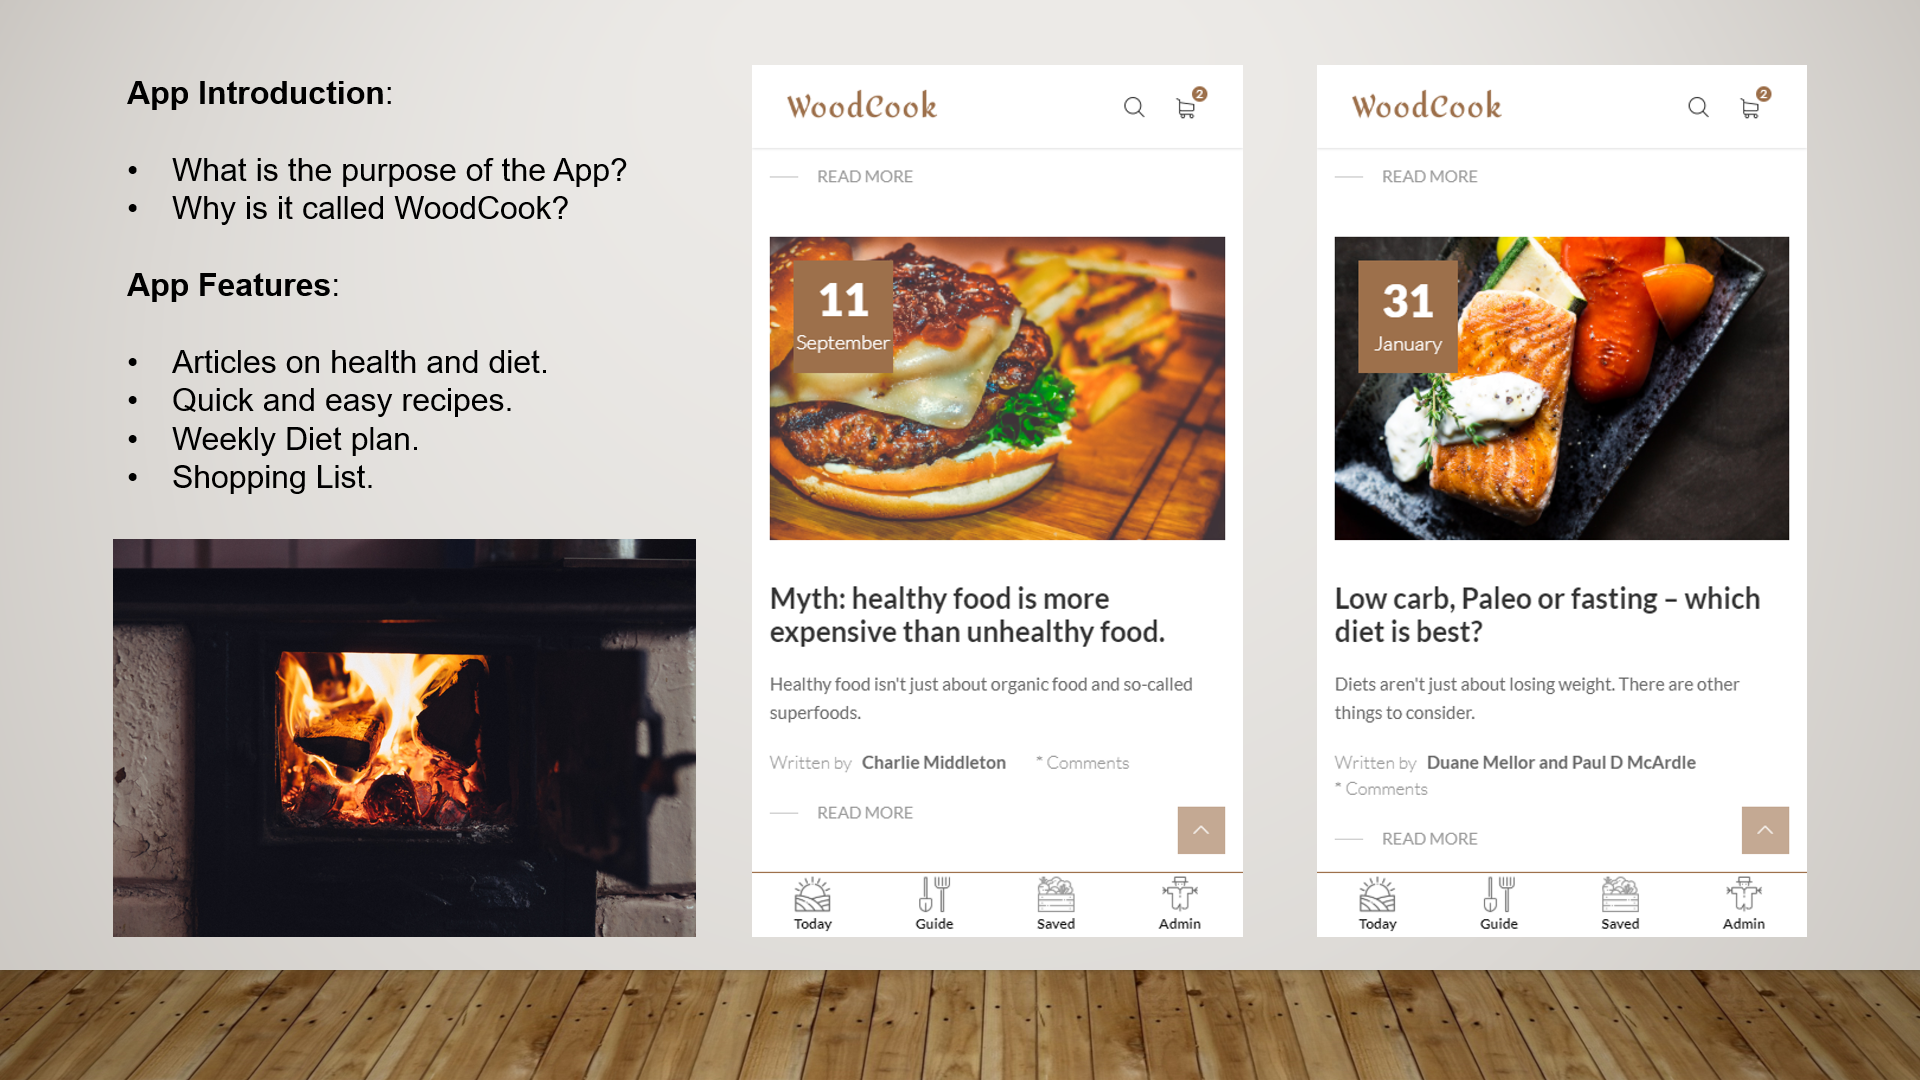 App Introduction:
• What is the purpose of the App?
• Why is it called WoodCook?
App Features:
• Articles on health and diet.
• Quick and easy recipes.
• Weekly Diet plan.
• Shopping List.
WoodCook
2
READ MORE
11
September
Myth: healthy food is more
expensive than unhealthy food.
Healthy food isn't just about organic food and so-called
superfoods.
Written by Charlie Middleton * Comments
READ MORE
Today Guide Saved Admin
WoodCook
2
READ MORE
31
January
Low carb, Paleo or fasting – which
diet is best?
Diets aren't just about losing weight. There are other
things to consider.
Written by Duane Mellor and Paul D McArdle
* Comments
READ MORE
Today Guide Saved Admin